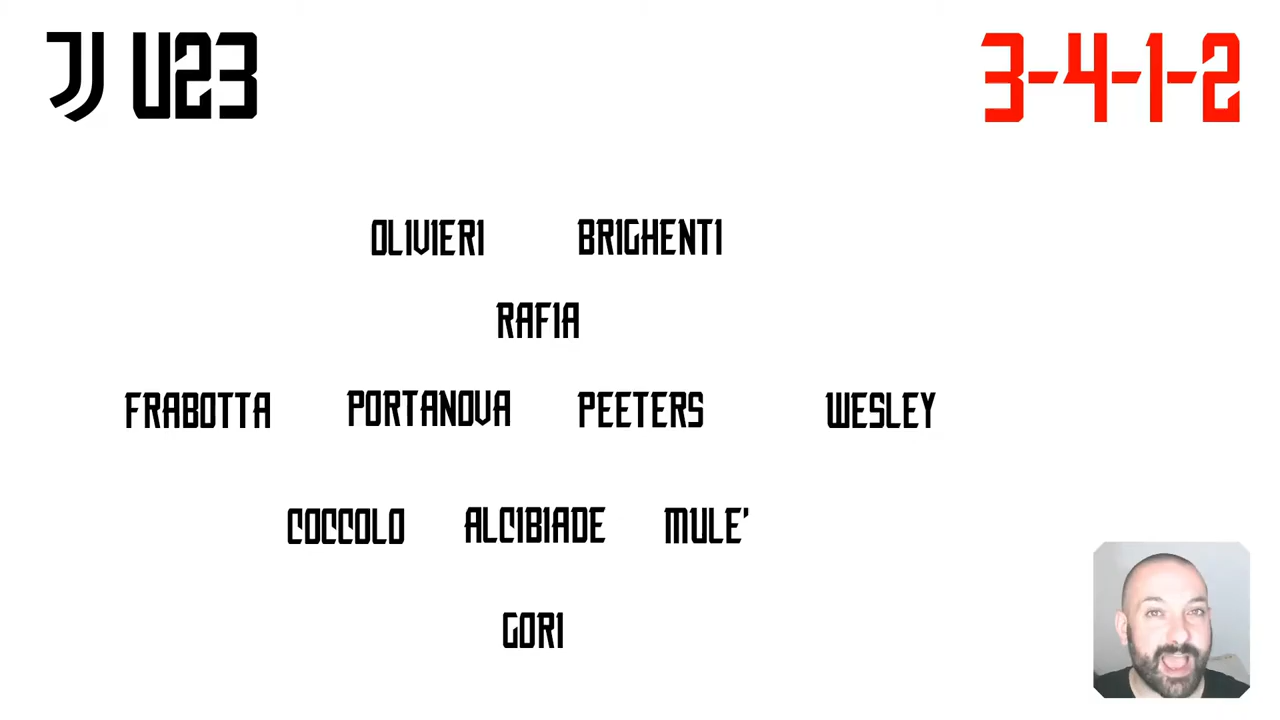 U23
3-4-1-2
OLIVIERI BRIGHENTI
RAFIA
FRABOTTA PORTANOVA PEETERS WESLEY
COCCOLO ALCIBIADE MULE'
GORI